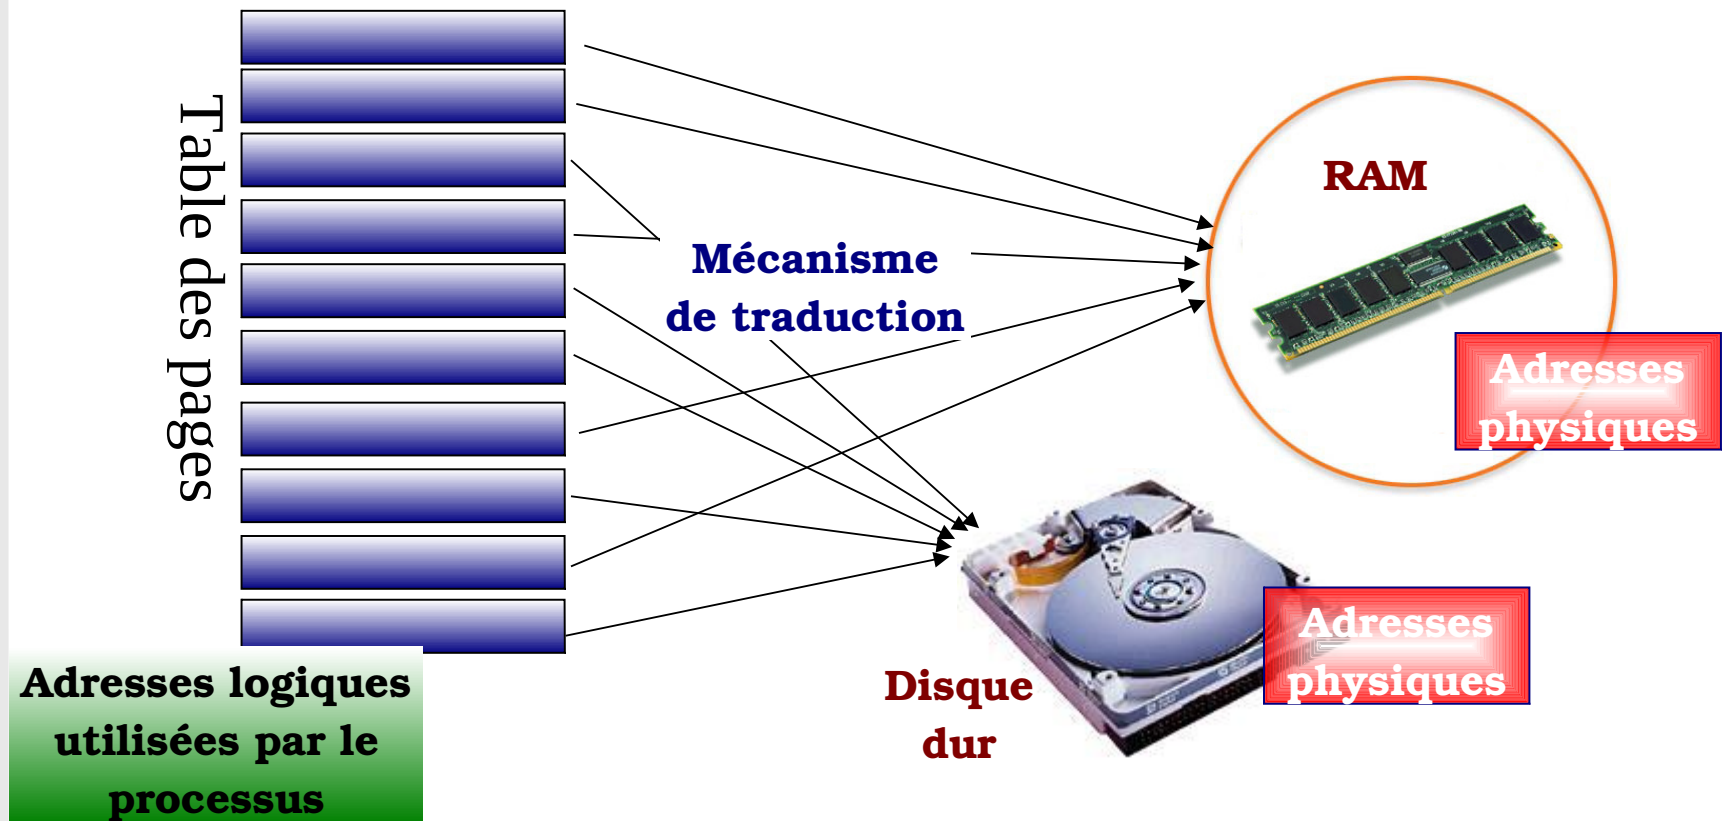 Table des pages
Mécanisme
de traduction
RAM
Adresses
physiques
Disque
dur
Adresses
physiques
Adresses logiques
utilisées par le
processus